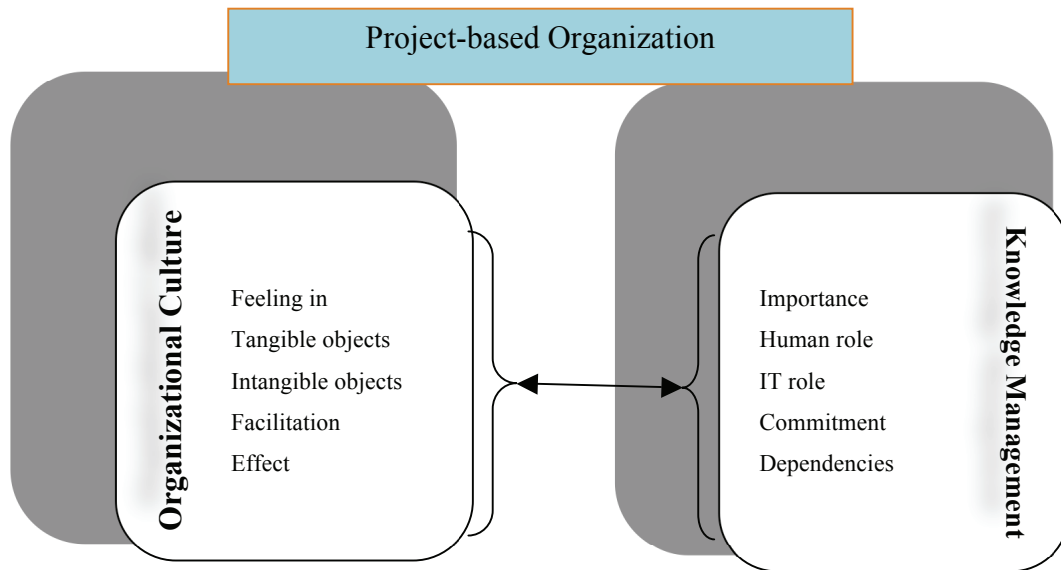 Project-based Organization
Organizational Culture
Feeling in
Tangible objects
Intangible objects
Facilitation
Effect
Importance
Human role
IT role
Commitment
Dependencies
Knowledge Management